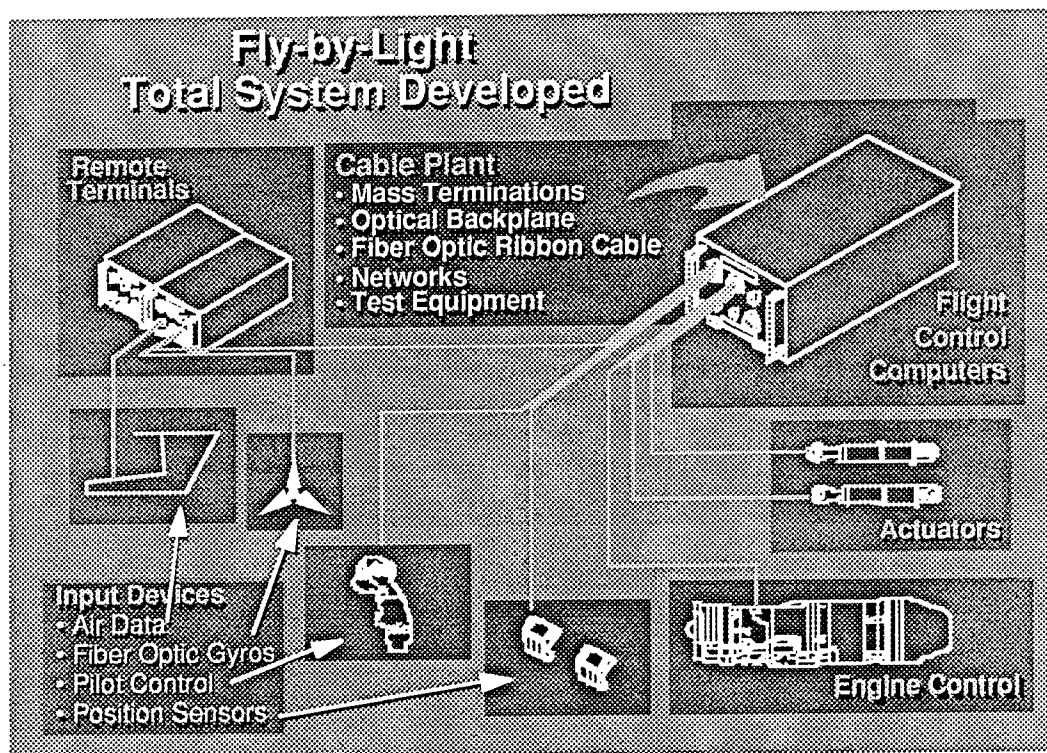 Fly-by-Light
Total System Developed
Remote
Terminals
Cable Plant
• Mass Terminations
• Optical Backplane
• Fiber Optic Ribbon Cable
• Networks
• Test Equipment
Flight
Control
Computers
Actuators
Input Devices
• Air Data
• Fiber Optic Gyros
• Pilot Control
• Position Sensors
Engine Control